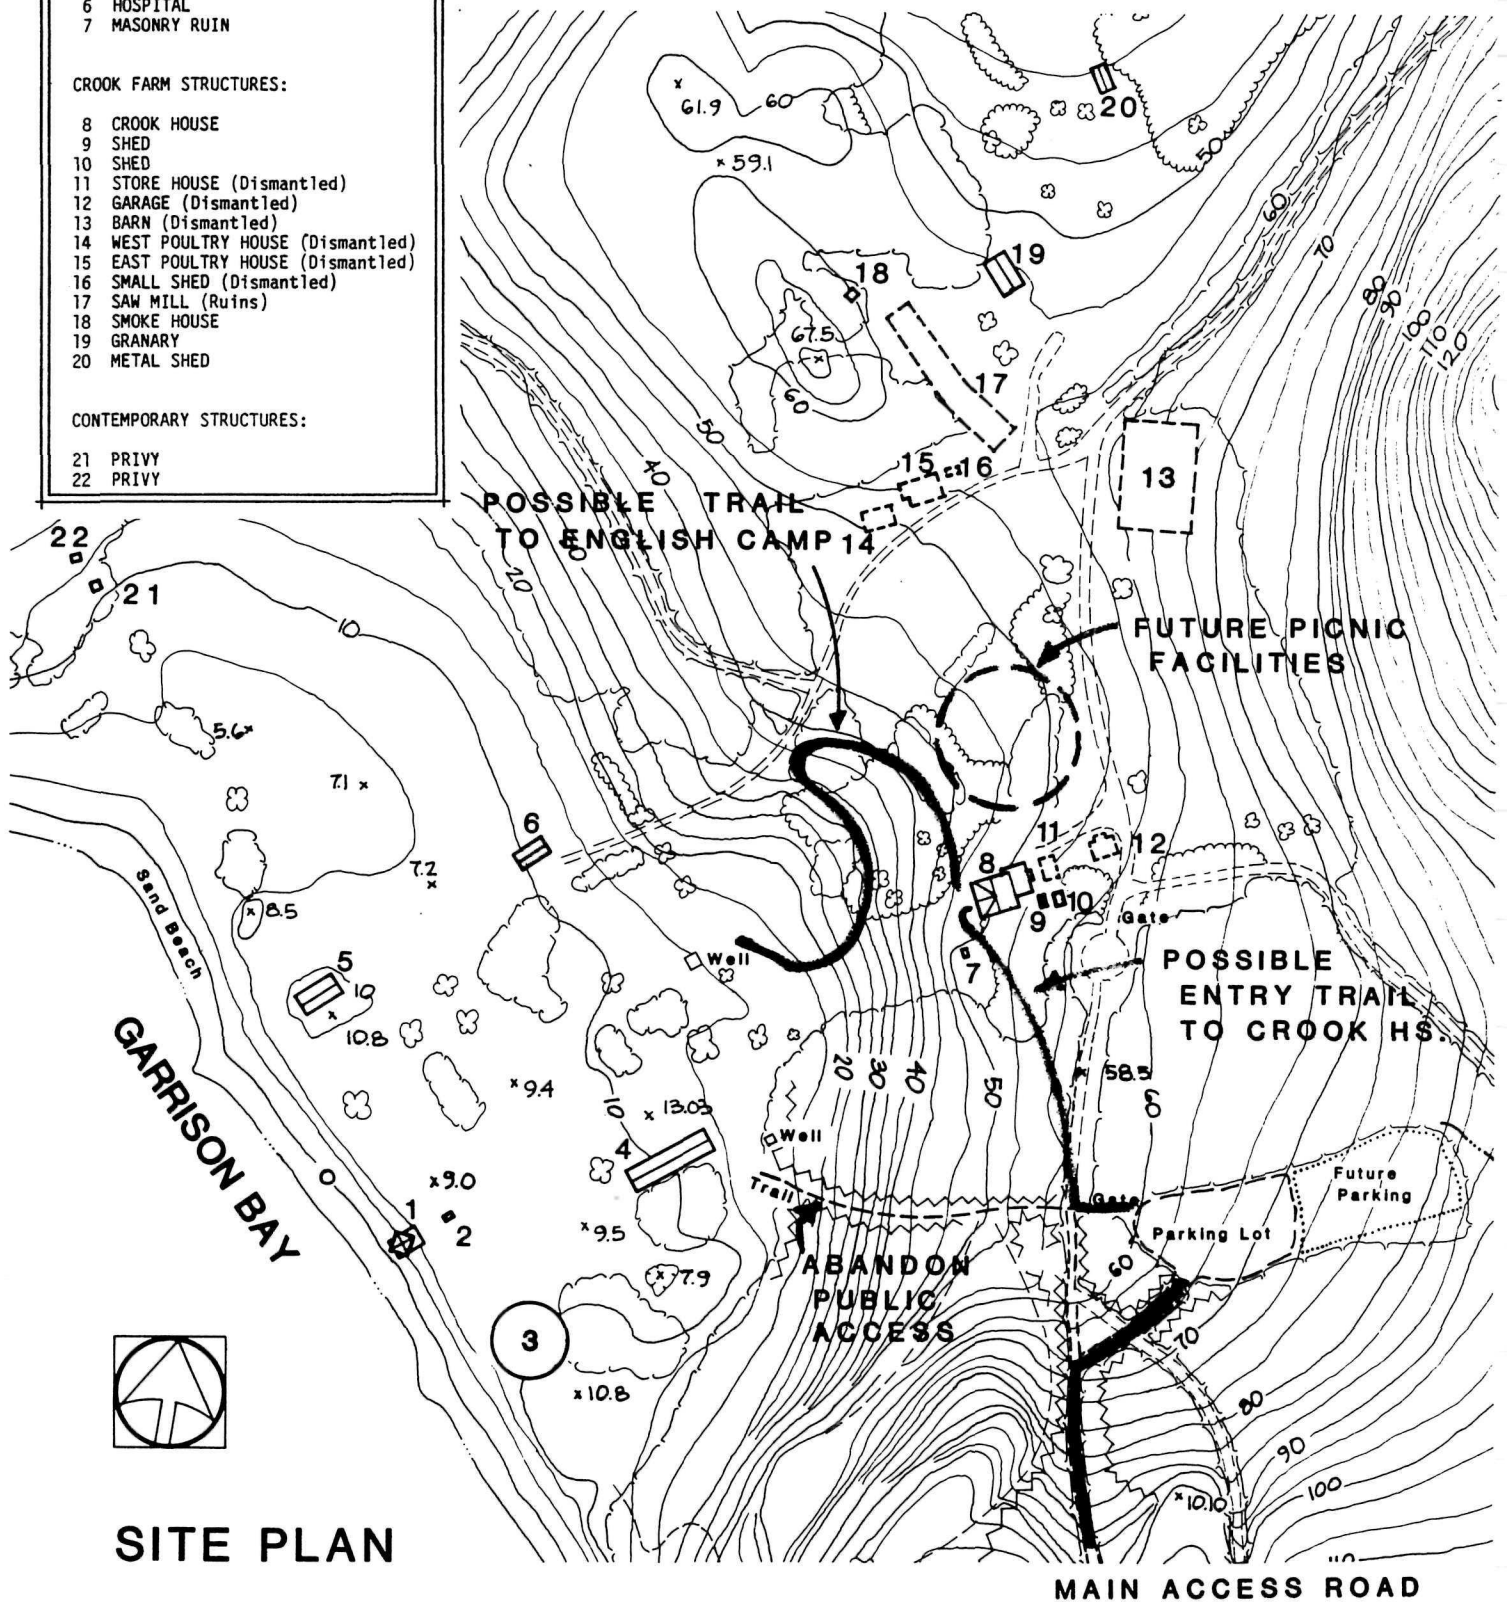 6 HOSPITAL
7 MASONRY RUIN
CROOK FARM STRUCTURES:
8 CROOK HOUSE
9 SHED
10 SHED
11 STORE HOUSE (Dismantled)
12 GARAGE (Dismantled)
13 BARN (Dismantled)
14 WEST POULTRY HOUSE (Dismantled)
15 EAST POULTRY HOUSE (Dismantled)
16 SMALL SHED (Dismantled)
17 SAW MILL (Ruins)
18 SMOKE HOUSE
19 GRANARY
20 METAL SHED
CONTEMPORARY STRUCTURES:
21 PRIVY
22 PRIVY
61.9
60
59.1
20
50
60
70
80
90
100
110
120
19
18
67.5
60
17
50
40
15
16
13
POSSIBLE TRAIL
TO ENGLISH CAMP
14
20
22
21
10
FUTURE PICNIC
FACILITIES
5.6
7.1
7.2
8.5
6
11
12
8
9
10
Gate
7
Well
Sand Beach
5
10
10.8
POSSIBLE
ENTRY TRAIL
TO CROOK HS.
GARRISON BAY
9.4
10
13.03
20
30
40
50
58.5
60
4
Well
Trail
Gate
Future
Parking
Parking Lot
0
9.0
1
2
9.5
7.9
ABANDON
PUBLIC
ACCESS
60
70
3
10.8
80
90
100
10.10
110
SITE PLAN
MAIN ACCESS ROAD